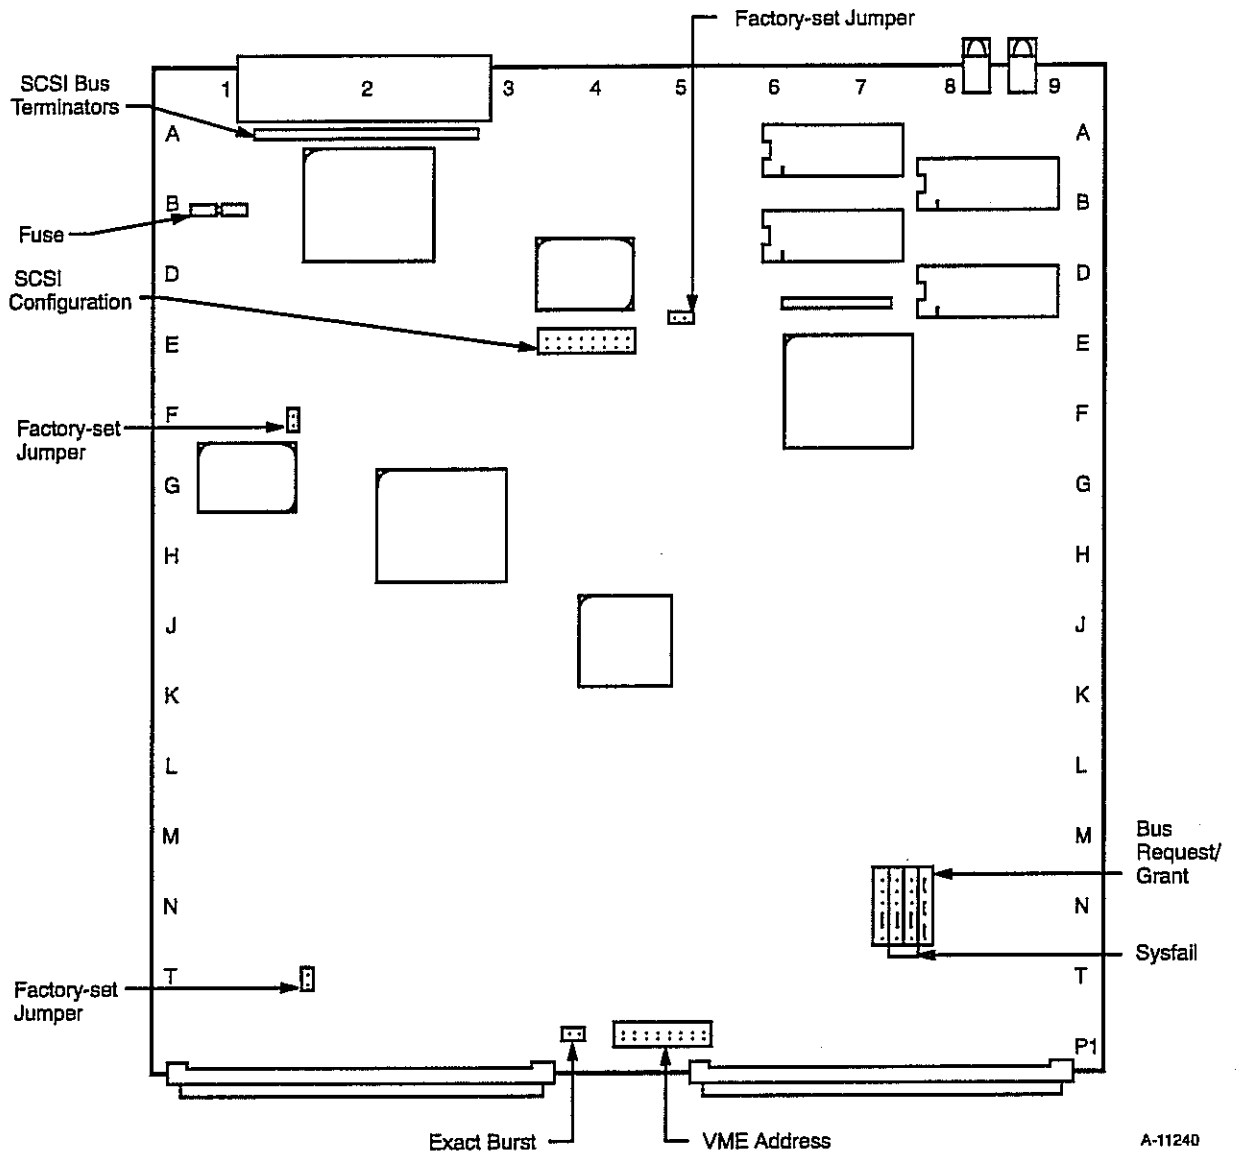 Factory-set Jumper
SCSI Bus
Terminators
1 2 3 4 5 6 7 8 9
A A
B B
Fuse
D D
SCSI
Configuration
E E
F F
Factory-set
Jumper
G G
H H
J J
K K
L L
M M
Bus
Request/
Grant
N N
Sysfail
T T
Factory-set
Jumper
P1
Exact Burst
VME Address
A-11240